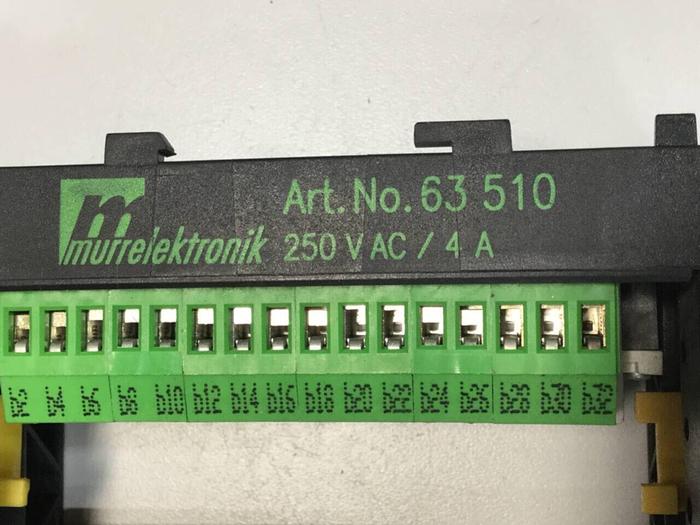 Art. No. 63 510
murrelektronik 250 V AC / 4 A
b2 b4 b6 b8 b10 b12 b14 b16 b18 b20 b22 b24 b26 b28 b30 b32